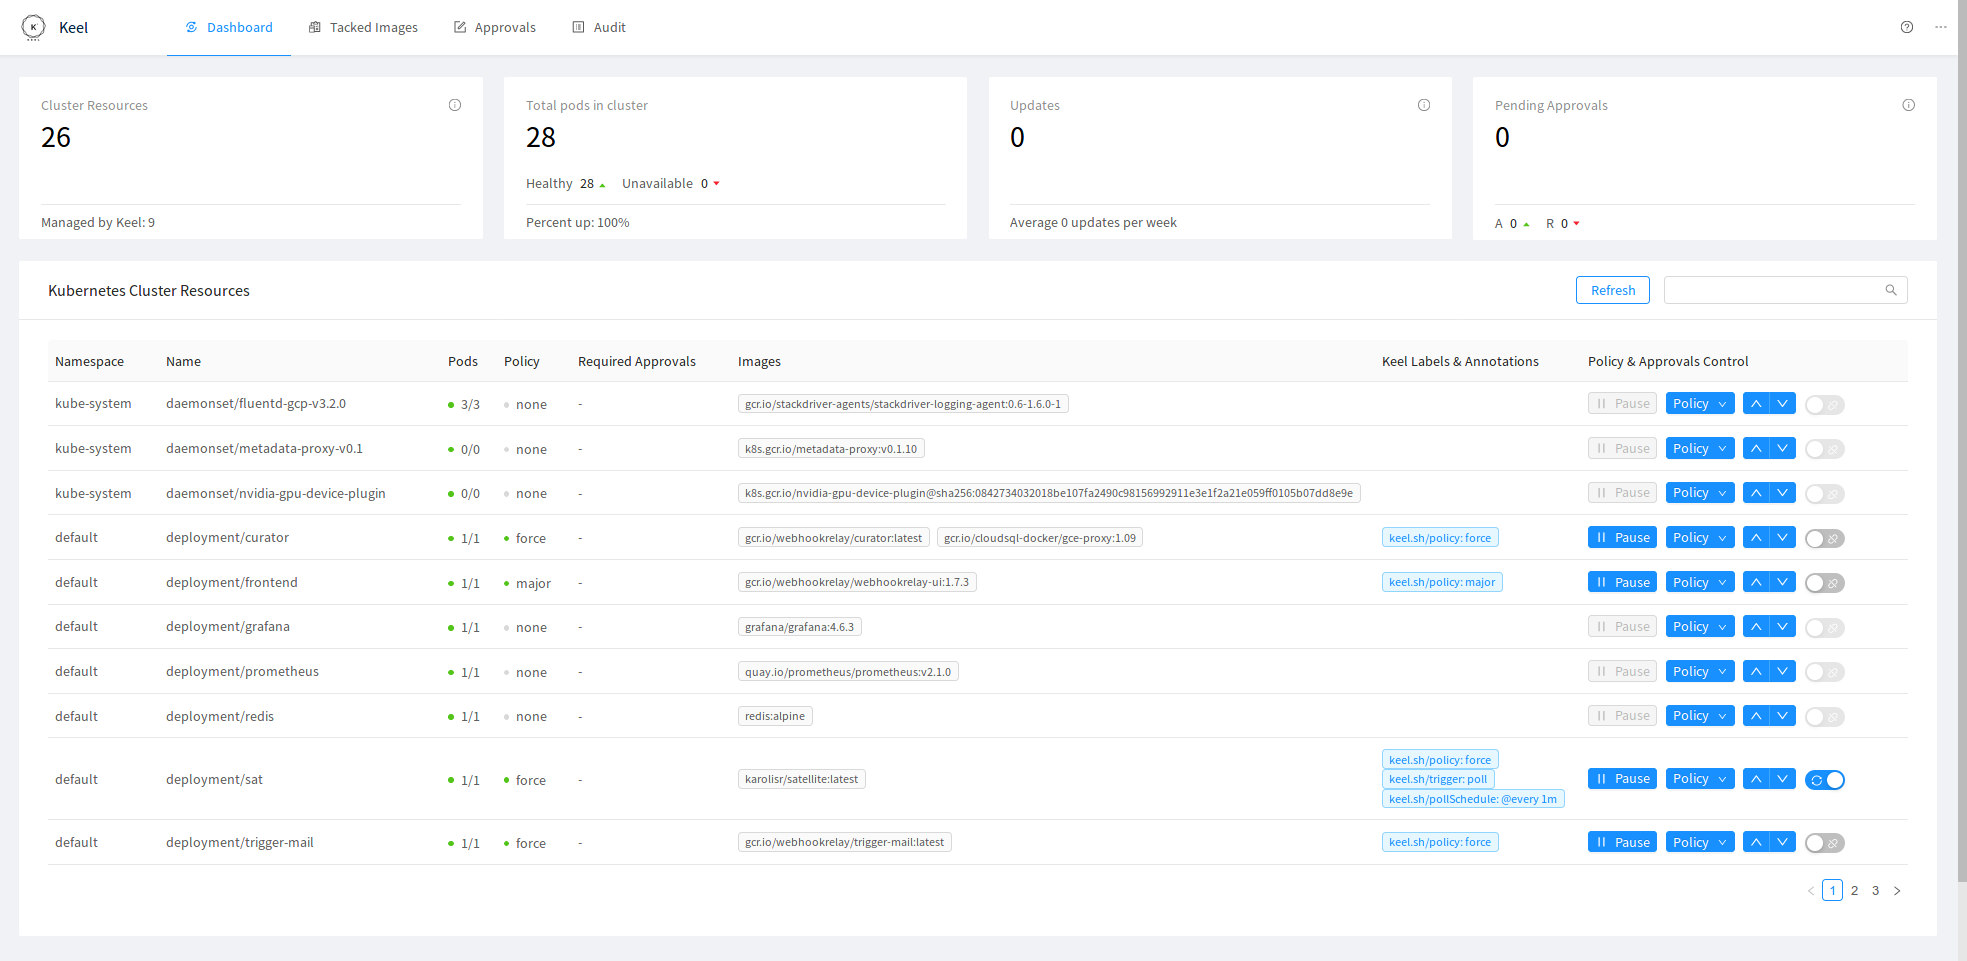 Keel Dashboard Tacked Images Approvals Audit
Cluster Resources Total pods in cluster Updates Pending Approvals
26 28 0 0
Healthy 28 Unavailable 0
Managed by Keel: 9 Percent up: 100% Average 0 updates per week A 0 R 0
Kubernetes Cluster Resources Refresh
Namespace Name Pods Policy Required Approvals Images Keel Labels & Annotations Policy & Approvals Control
kube-system daemonset/fluentd-gcp-v3.2.0 3/3 none - gcr.io/stackdriver-agents/stackdriver-logging-agent:0.6-1.6.0-1 Pause Policy
kube-system daemonset/metadata-proxy-v0.1 0/0 none - k8s.gcr.io/metadata-proxy:v0.1.10 Pause Policy
kube-system daemonset/nvidia-gpu-device-plugin 0/0 none - k8s.gcr.io/nvidia-gpu-device-plugin@sha256:0842734032018be107fa2490c98156992911e3e1f2a21e059ff0105b07dd8e9e Pause Policy
default deployment/curator 1/1 force - gcr.io/webhookrelay/curator:latest gcr.io/cloudsql-docker/gce-proxy:1.09 keel.sh/policy: force Pause Policy
default deployment/frontend 1/1 major - gcr.io/webhookrelay/webhookrelay-ui:1.7.3 keel.sh/policy: major Pause Policy
default deployment/grafana 1/1 none - grafana/grafana:4.6.3 Pause Policy
default deployment/prometheus 1/1 none - quay.io/prometheus/prometheus:v2.1.0 Pause Policy
default deployment/redis 1/1 none - redis:alpine Pause Policy
keel.sh/policy: force
default deployment/sat 1/1 force - karolisr/satellite:latest keel.sh/trigger: poll Pause Policy
keel.sh/pollSchedule: @every 1m
default deployment/trigger-mail 1/1 force - gcr.io/webhookrelay/trigger-mail:latest keel.sh/policy: force Pause Policy
1 2 3